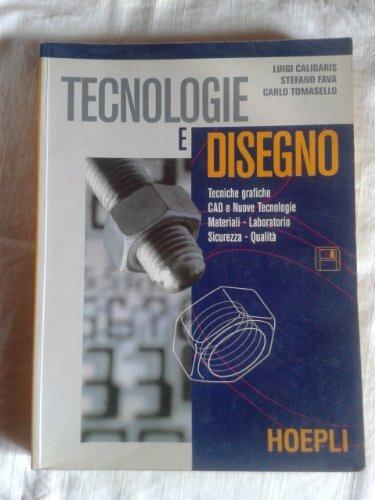 LUIGI CALIGARIS
STEFANO FAVA
CARLO TOMASELLO
TECNOLOGIE
E DISEGNO
Tecniche grafiche
CAD e Nuove Tecnologie
Materiali - Laboratorio
Sicurezza - Qualità
HOEPLI